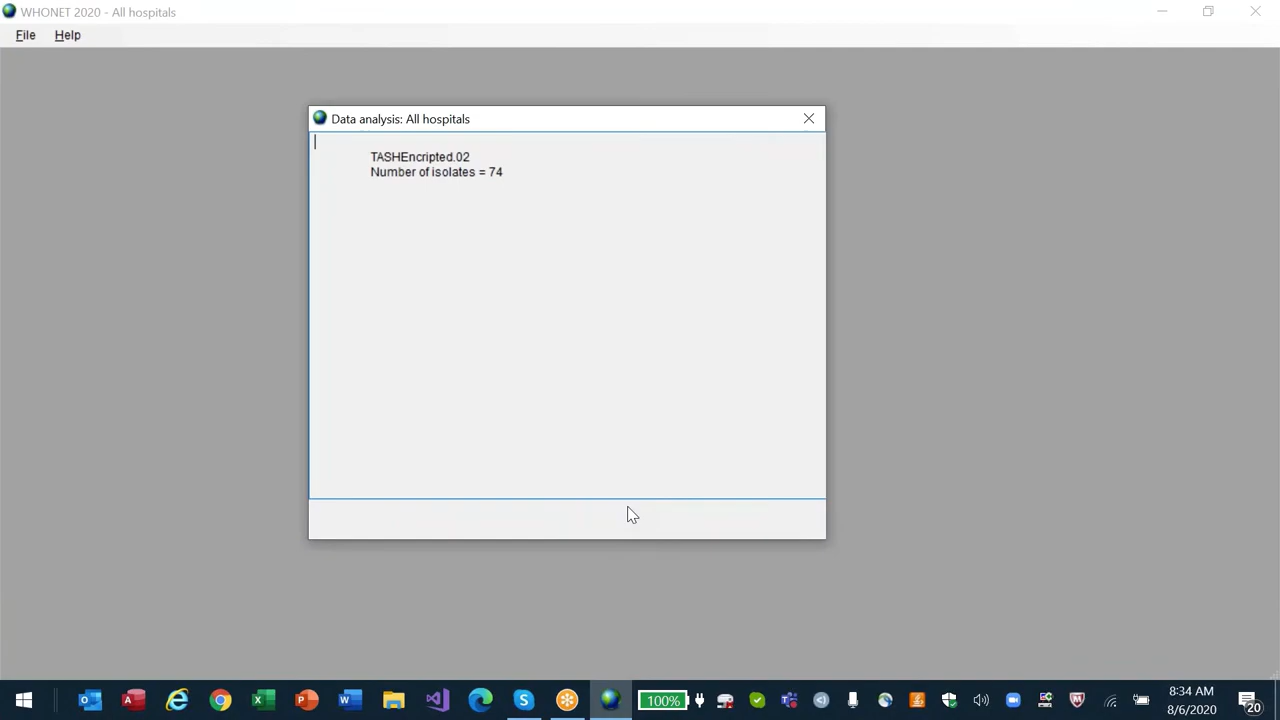 WHONET 2020 - All hospitals
File Help
Data analysis: All hospitals
TASHEncripted.02
Number of isolates = 74
100%
8:34 AM
8/6/2020
20